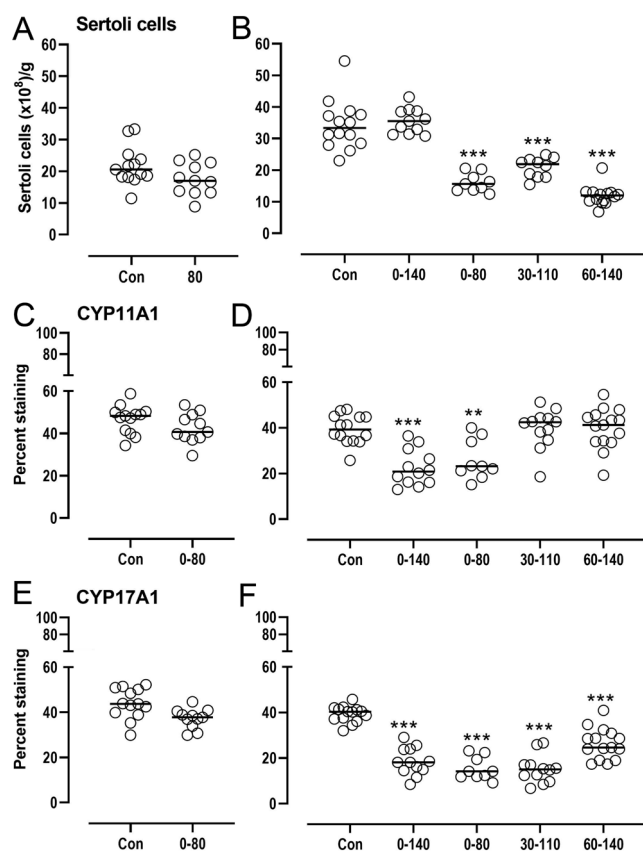 A Sertoli cells B
Sertoli cells (x10⁸)/g
60
50
40
30
20
10
0
Con 80
60
50
40
30
20
10
0
*** *** ***
Con 0-140 0-80 30-110 60-140
C CYP11A1 D
Percent staining
100
80
60
40
20
0
Con 0-80
100
80
60
40
20
0
*** **
Con 0-140 0-80 30-110 60-140
E CYP17A1 F
Percent staining
100
80
60
40
20
0
Con 0-80
100
80
60
40
20
0
*** *** *** ***
Con 0-140 0-80 30-110 60-140